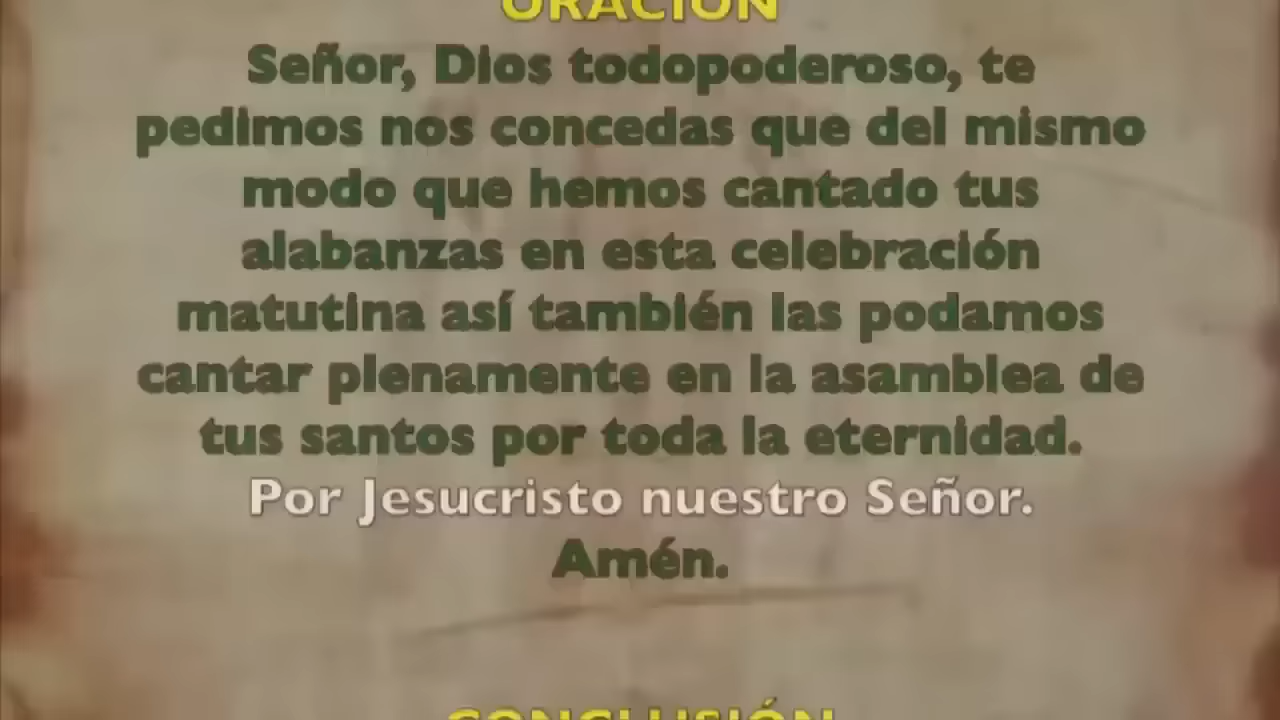 ORACIÓN
Señor, Dios todopoderoso, te
pedimos nos concedas que del mismo
modo que hemos cantado tus
alabanzas en esta celebración
matutina así también las podamos
cantar plenamente en la asamblea de
tus santos por toda la eternidad.
Por Jesucristo nuestro Señor.
Amén.
CONCLUSIÓN